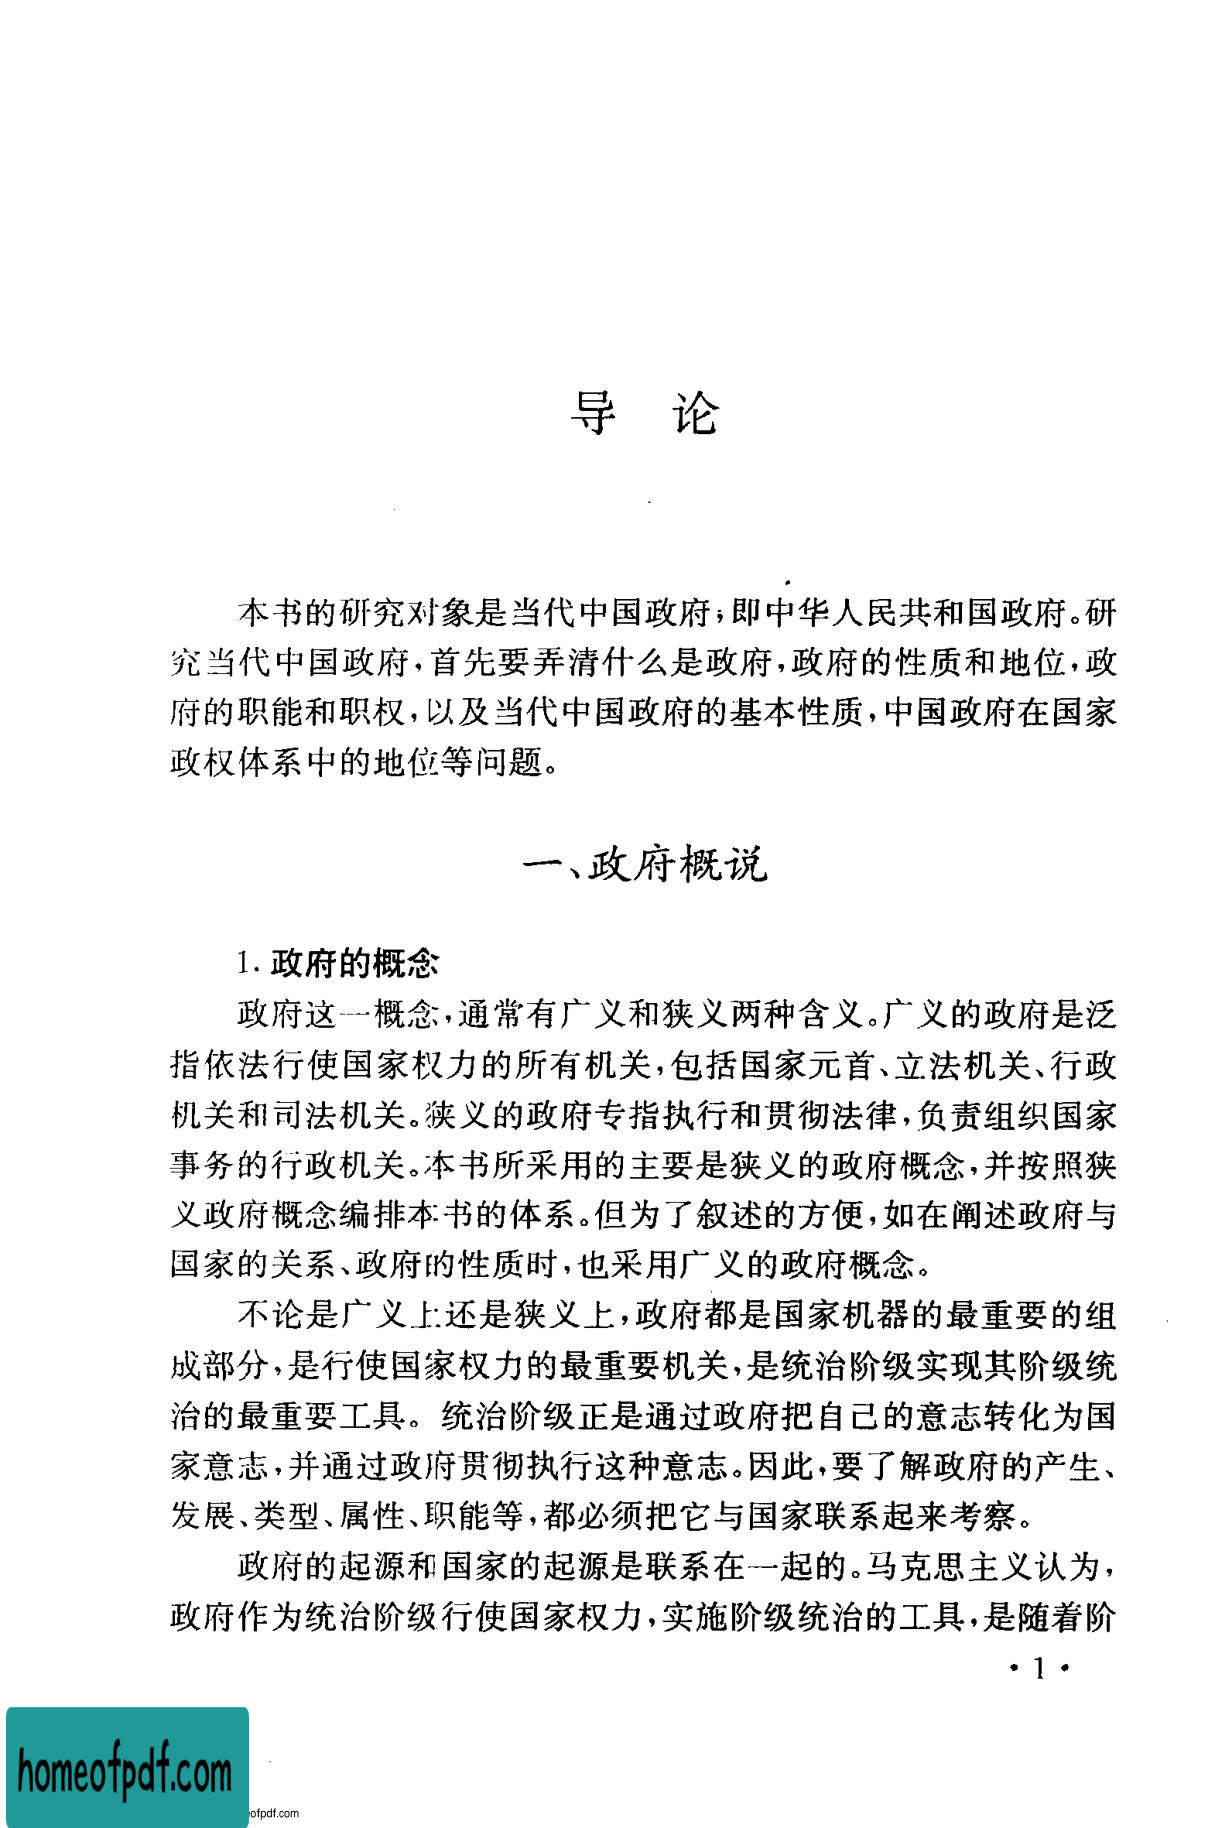 导 论
本书的研究对象是当代中国政府,即中华人民共和国政府。研
究当代中国政府,首先要弄清什么是政府,政府的性质和地位,政
府的职能和职权,以及当代中国政府的基本性质,中国政府在国家
政权体系中的地位等问题。
一、政府概说
1. 政府的概念
政府这一概念,通常有广义和狭义两种含义。广义的政府是泛
指依法行使国家权力的所有机关,包括国家元首、立法机关、行政
机关和司法机关。狭义的政府专指执行和贯彻法律,负责组织国家
事务的行政机关。本书所采用的主要是狭义的政府概念,并按照狭
义政府概念编排本书的体系。但为了叙述的方便,如在阐述政府与
国家的关系、政府的性质时,也采用广义的政府概念。
不论是广义上还是狭义上,政府都是国家机器的最重要的组
成部分,是行使国家权力的最重要机关,是统治阶级实现其阶级统
治的最重要工具。统治阶级正是通过政府把自己的意志转化为国
家意志,并通过政府贯彻执行这种意志。因此,要了解政府的产生、
发展、类型、属性、职能等,都必须把它与国家联系起来考察。
政府的起源和国家的起源是联系在一起的。马克思主义认为,
政府作为统治阶级行使国家权力,实施阶级统治的工具,是随着阶
·1·
homeofpdf.com
ofpdf.com